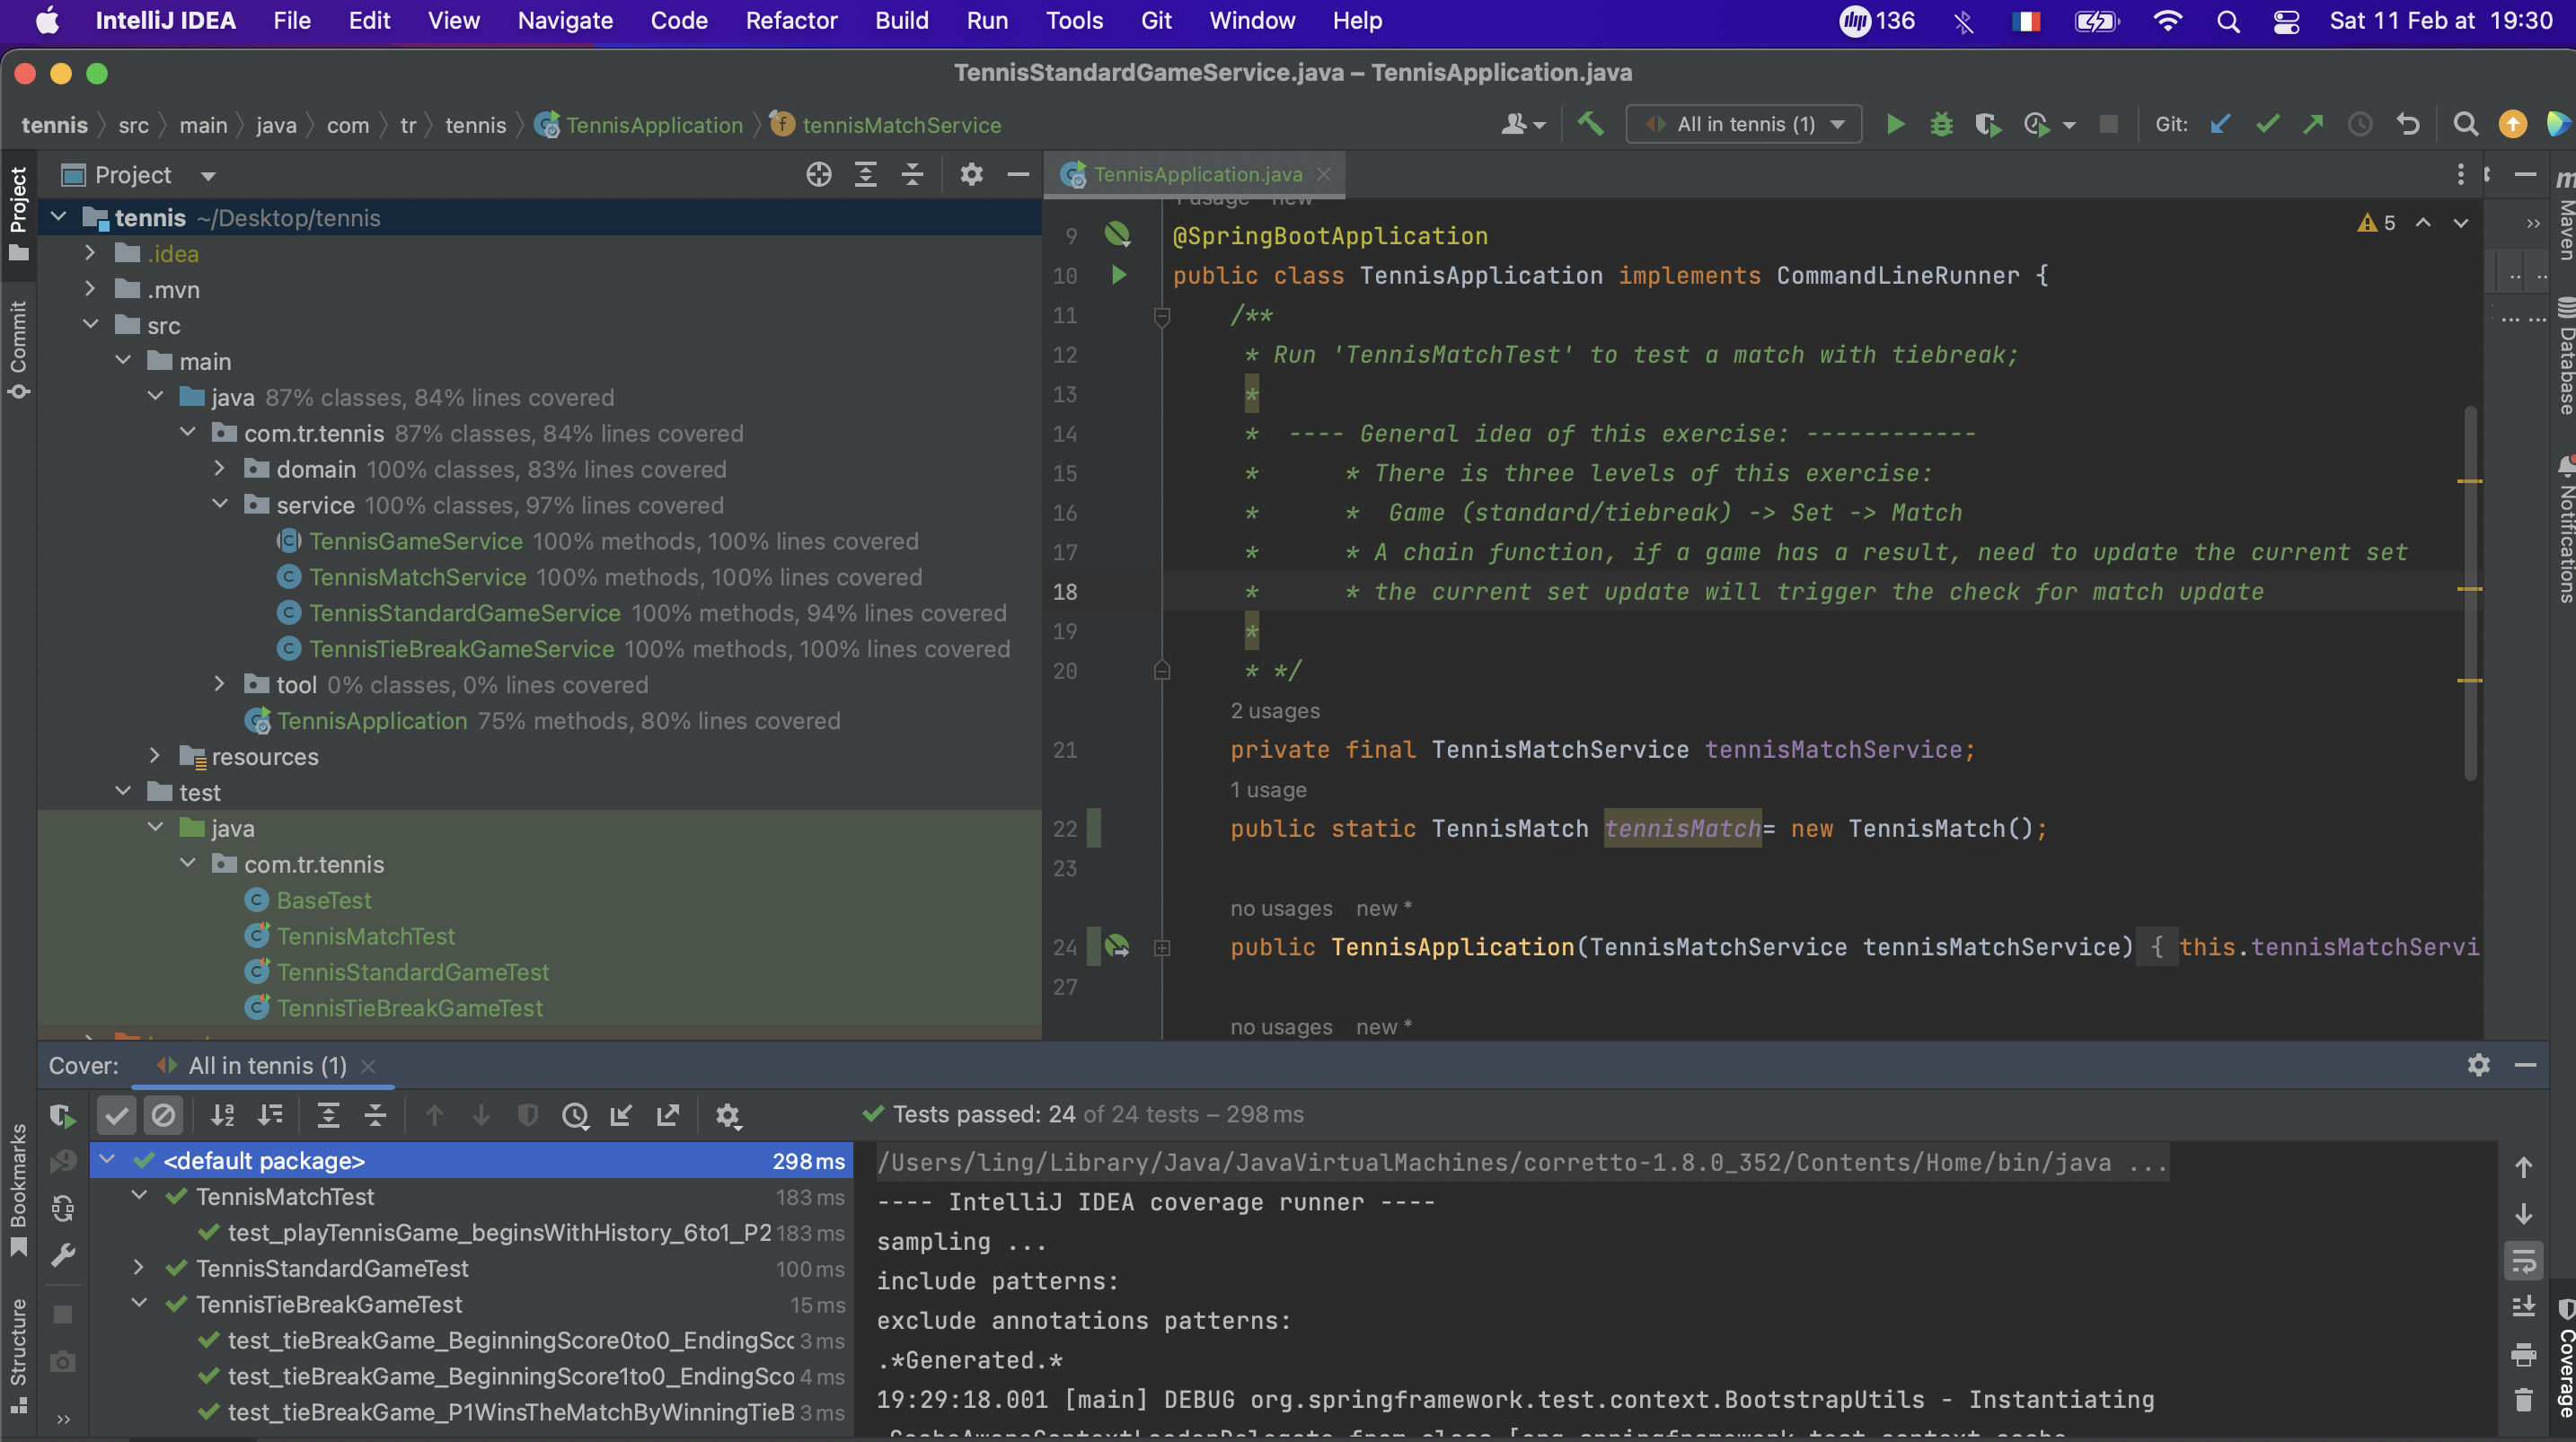 IntelliJ IDEA File Edit View Navigate Code Refactor Build Run Tools Git Window Help 136 Sat 11 Feb at 19:30
TennisStandardGameService.java – TennisApplication.java
tennis src main java com tr tennis TennisApplication tennisMatchService All in tennis (1) Git:
Project
Project
Commit
Bookmarks
Structure
tennis ~/Desktop/tennis
.idea
.mvn
src
main
java 87% classes, 84% lines covered
com.tr.tennis 87% classes, 84% lines covered
domain 100% classes, 83% lines covered
service 100% classes, 97% lines covered
TennisGameService 100% methods, 100% lines covered
TennisMatchService 100% methods, 100% lines covered
TennisStandardGameService 100% methods, 94% lines covered
TennisTieBreakGameService 100% methods, 100% lines covered
tool 0% classes, 0% lines covered
TennisApplication 75% methods, 80% lines covered
resources
test
java
com.tr.tennis
BaseTest
TennisMatchTest
TennisStandardGameTest
TennisTieBreakGameTest
TennisApplication.java
1 usage new *
5
9 @SpringBootApplication
10 public class TennisApplication implements CommandLineRunner {
11 /**
12 * Run 'TennisMatchTest' to test a match with tiebreak;
13 *
14 * ---- General idea of this exercise: ------------
15 * * There is three levels of this exercise:
16 * * Game (standard/tiebreak) -> Set -> Match
17 * * A chain function, if a game has a result, need to update the current set
18 * * the current set update will trigger the check for match update
19 *
20 * */
2 usages
21 private final TennisMatchService tennisMatchService;
1 usage
22 public static TennisMatch tennisMatch= new TennisMatch();
23
no usages new *
24 public TennisApplication(TennisMatchService tennisMatchService) { this.tennisMatchServi
27
no usages new *
Maven
Database
Notifications
Coverage
Cover: All in tennis (1)
Tests passed: 24 of 24 tests – 298 ms
<default package> 298 ms
TennisMatchTest 183 ms
test_playTennisGame_beginsWithHistory_6to1_P2 183 ms
TennisStandardGameTest 100 ms
TennisTieBreakGameTest 15 ms
test_tieBreakGame_BeginningScore0to0_EndingSco 3 ms
test_tieBreakGame_BeginningScore1to0_EndingSco 4 ms
test_tieBreakGame_P1WinsTheMatchByWinningTieB 3 ms
/Users/ling/Library/Java/JavaVirtualMachines/corretto-1.8.0_352/Contents/Home/bin/java ...
---- IntelliJ IDEA coverage runner ----
sampling ...
include patterns:
exclude annotations patterns:
.*Generated.*
19:29:18.001 [main] DEBUG org.springframework.test.context.BootstrapUtils - Instantiating
CacheAwareContextLoaderDelegate from class [org.springframework.test.context.cache